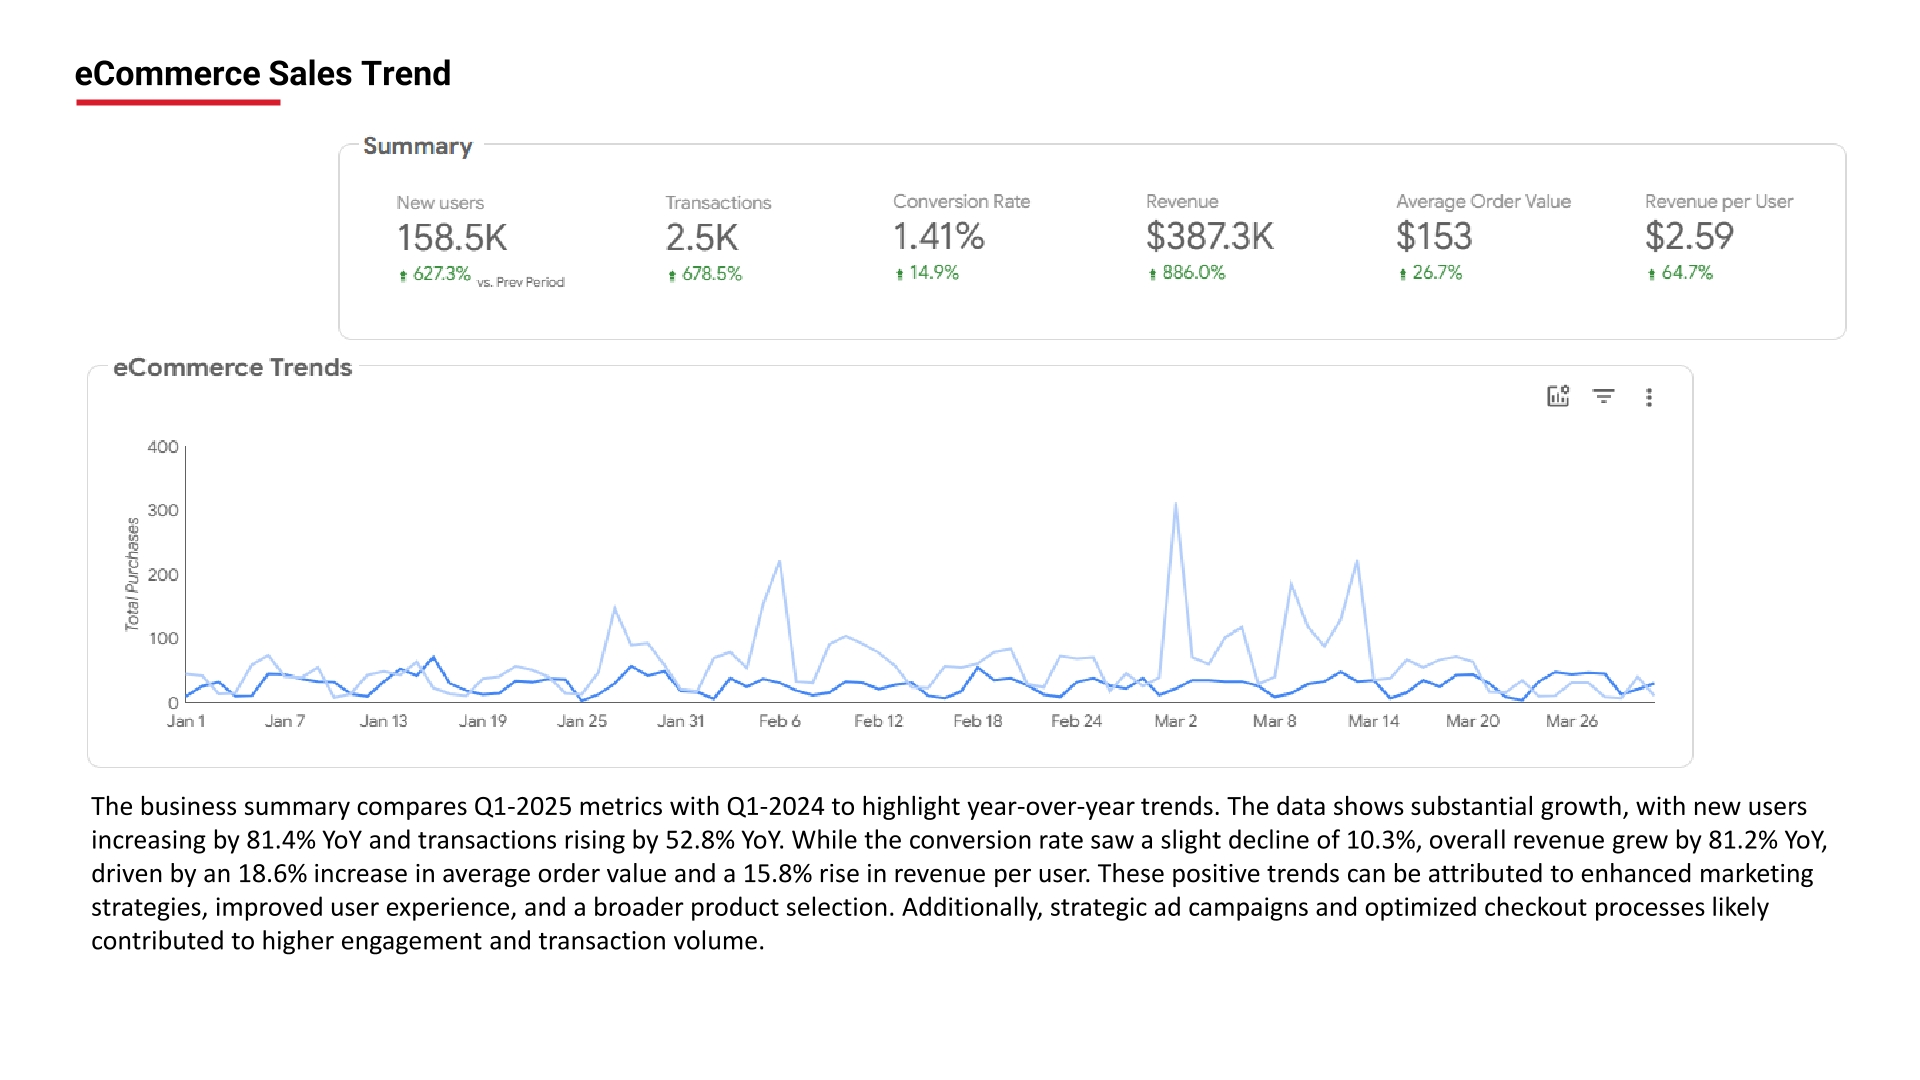 eCommerce Sales Trend
Summary
New users
158.5K
627.3% vs. Prev Period
Transactions
2.5K
678.5%
Conversion Rate
1.41%
14.9%
Revenue
$387.3K
886.0%
Average Order Value
$153
26.7%
Revenue per User
$2.59
64.7%
eCommerce Trends
Total Purchases
400
300
200
100
0
Jan 1 Jan 7 Jan 13 Jan 19 Jan 25 Jan 31 Feb 6 Feb 12 Feb 18 Feb 24 Mar 2 Mar 8 Mar 14 Mar 20 Mar 26
The business summary compares Q1-2025 metrics with Q1-2024 to highlight year-over-year trends. The data shows substantial growth, with new users
increasing by 81.4% YoY and transactions rising by 52.8% YoY. While the conversion rate saw a slight decline of 10.3%, overall revenue grew by 81.2% YoY,
driven by an 18.6% increase in average order value and a 15.8% rise in revenue per user. These positive trends can be attributed to enhanced marketing
strategies, improved user experience, and a broader product selection. Additionally, strategic ad campaigns and optimized checkout processes likely
contributed to higher engagement and transaction volume.